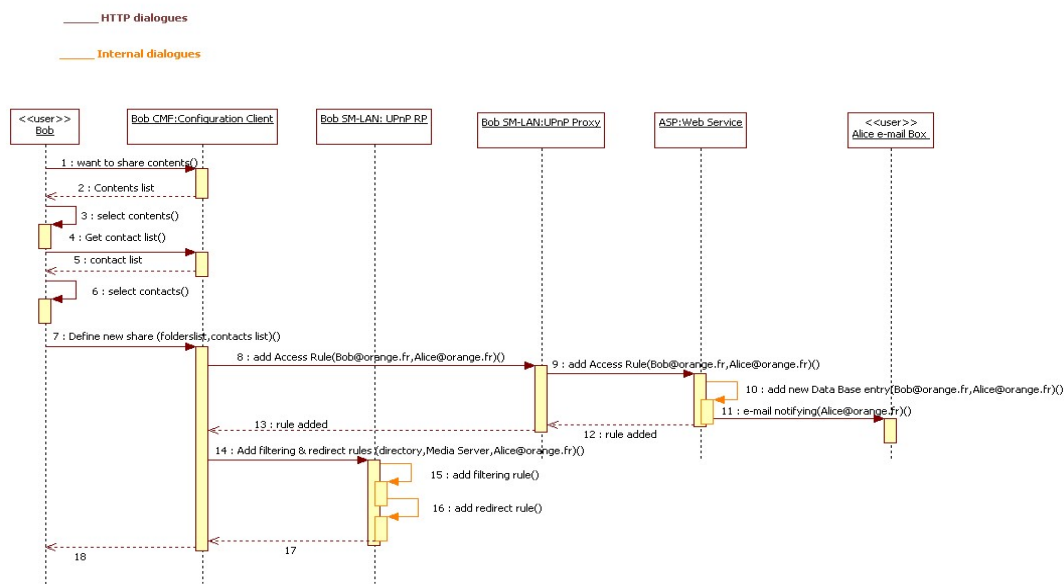 HTTP dialogues
Internal dialogues
<<user>>
Bob
Bob CMF:Configuration Client
Bob SM-LAN: UPnP RP
Bob SM-LAN:UPnP Proxy
ASP:Web Service
<<user>>
Alice e-mail Box
1 : want to share contents()
2 : Contents list
3 : select contents()
4 : Get contact list()
5 : contact list
6 : select contacts()
7 : Define new share (folderslist,contacts list)()
8 : add Access Rule(Bob@orange.fr,Alice@orange.fr)()
9 : add Access Rule(Bob@orange.fr,Alice@orange.fr)()
10 : add new Data Base entry(Bob@orange.fr,Alice@orange.fr)()
11 : e-mail notifying(Alice@orange.fr)()
12 : rule added
13 : rule added
14 : Add filtering & redirect rules (directory,Media Server,Alice@orange.fr)()
15 : add filtering rule()
16 : add redirect rule()
17
18